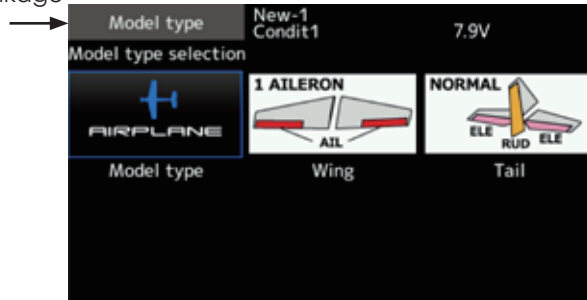 Model type
New-1
Condit1
7.9V
Model type selection
AIRPLANE
1 AILERON
AIL
NORMAL
ELE
RUD
ELE
Model type
Wing
Tail